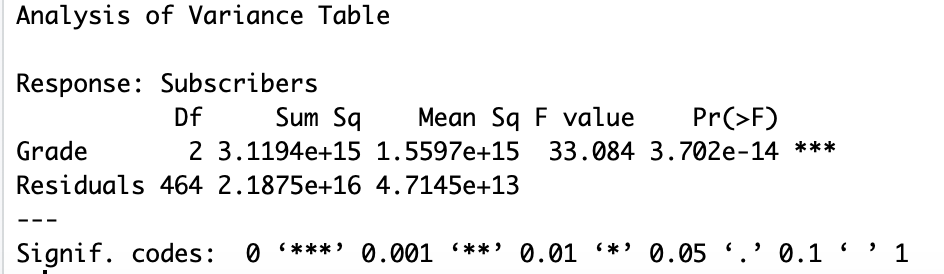 Analysis of Variance Table
Response: Subscribers
Df Sum Sq Mean Sq F value Pr(>F)
Grade 2 3.1194e+15 1.5597e+15 33.084 3.702e-14 ***
Residuals 464 2.1875e+16 4.7145e+13
---
Signif. codes: 0 ‘***’ 0.001 ‘**’ 0.01 ‘*’ 0.05 ‘.’ 0.1 ‘ ’ 1